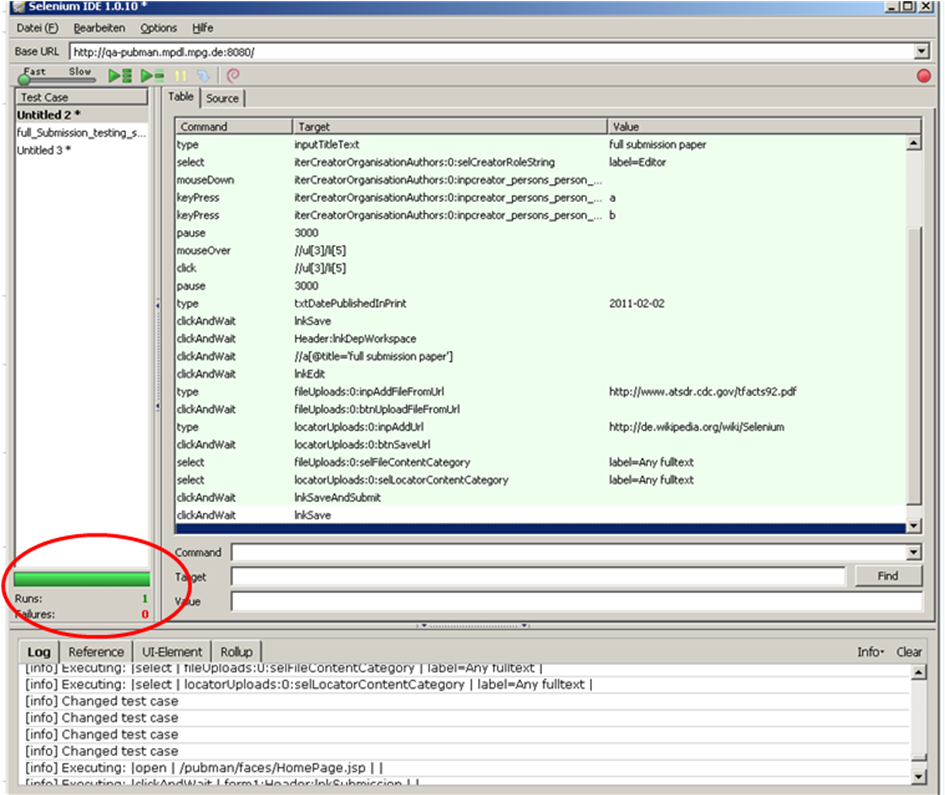 Selenium IDE 1.0.10 *
Datei (F) Bearbeiten Options Hilfe
Base URL http://qa-pubman.mpdl.mpg.de:8080/
Fast Slow
Test Case
Untitled 2 *
full_Submission_testing_s...
Untitled 3 *
Table Source
Command Target Value
type inputTitleText full submission paper
select iterCreatorOrganisationAuthors:0:selCreatorRoleString label=Editor
mouseDown iterCreatorOrganisationAuthors:0:inpcreator_persons_person_...
keyPress iterCreatorOrganisationAuthors:0:inpcreator_persons_person_... a
keyPress iterCreatorOrganisationAuthors:0:inpcreator_persons_person_... b
pause 3000
mouseOver //ul[3]/li[5]
click //ul[3]/li[5]
pause 3000
type txtDatePublishedInPrint 2011-02-02
clickAndWait lnkSave
clickAndWait Header:lnkDepWorkspace
clickAndWait //a[@title='full submission paper']
clickAndWait lnkEdit
type fileUploads:0:inpAddFileFromUrl http://www.atsdr.cdc.gov/tfacts92.pdf
clickAndWait fileUploads:0:btnUploadFileFromUrl
type locatorUploads:0:inpAddUrl http://de.wikipedia.org/wiki/Selenium
clickAndWait locatorUploads:0:btnSaveUrl
select fileUploads:0:selFileContentCategory label=Any fulltext
select locatorUploads:0:selLocatorContentCategory label=Any fulltext
clickAndWait lnkSaveAndSubmit
clickAndWait lnkSave
Command
Target Find
Value
Runs: 1
Failures: 0
Log Reference UI-Element Rollup Info Clear
[info] Executing: |select | fileUploads:0:selFileContentCategory | label=Any fulltext |
[info] Executing: |select | locatorUploads:0:selLocatorContentCategory | label=Any fulltext |
[info] Changed test case
[info] Changed test case
[info] Changed test case
[info] Changed test case
[info] Executing: |open | /pubman/faces/HomePage.jsp | |
[info] Executing: |clickAndWait | form1:Header:lnkSubmission | |